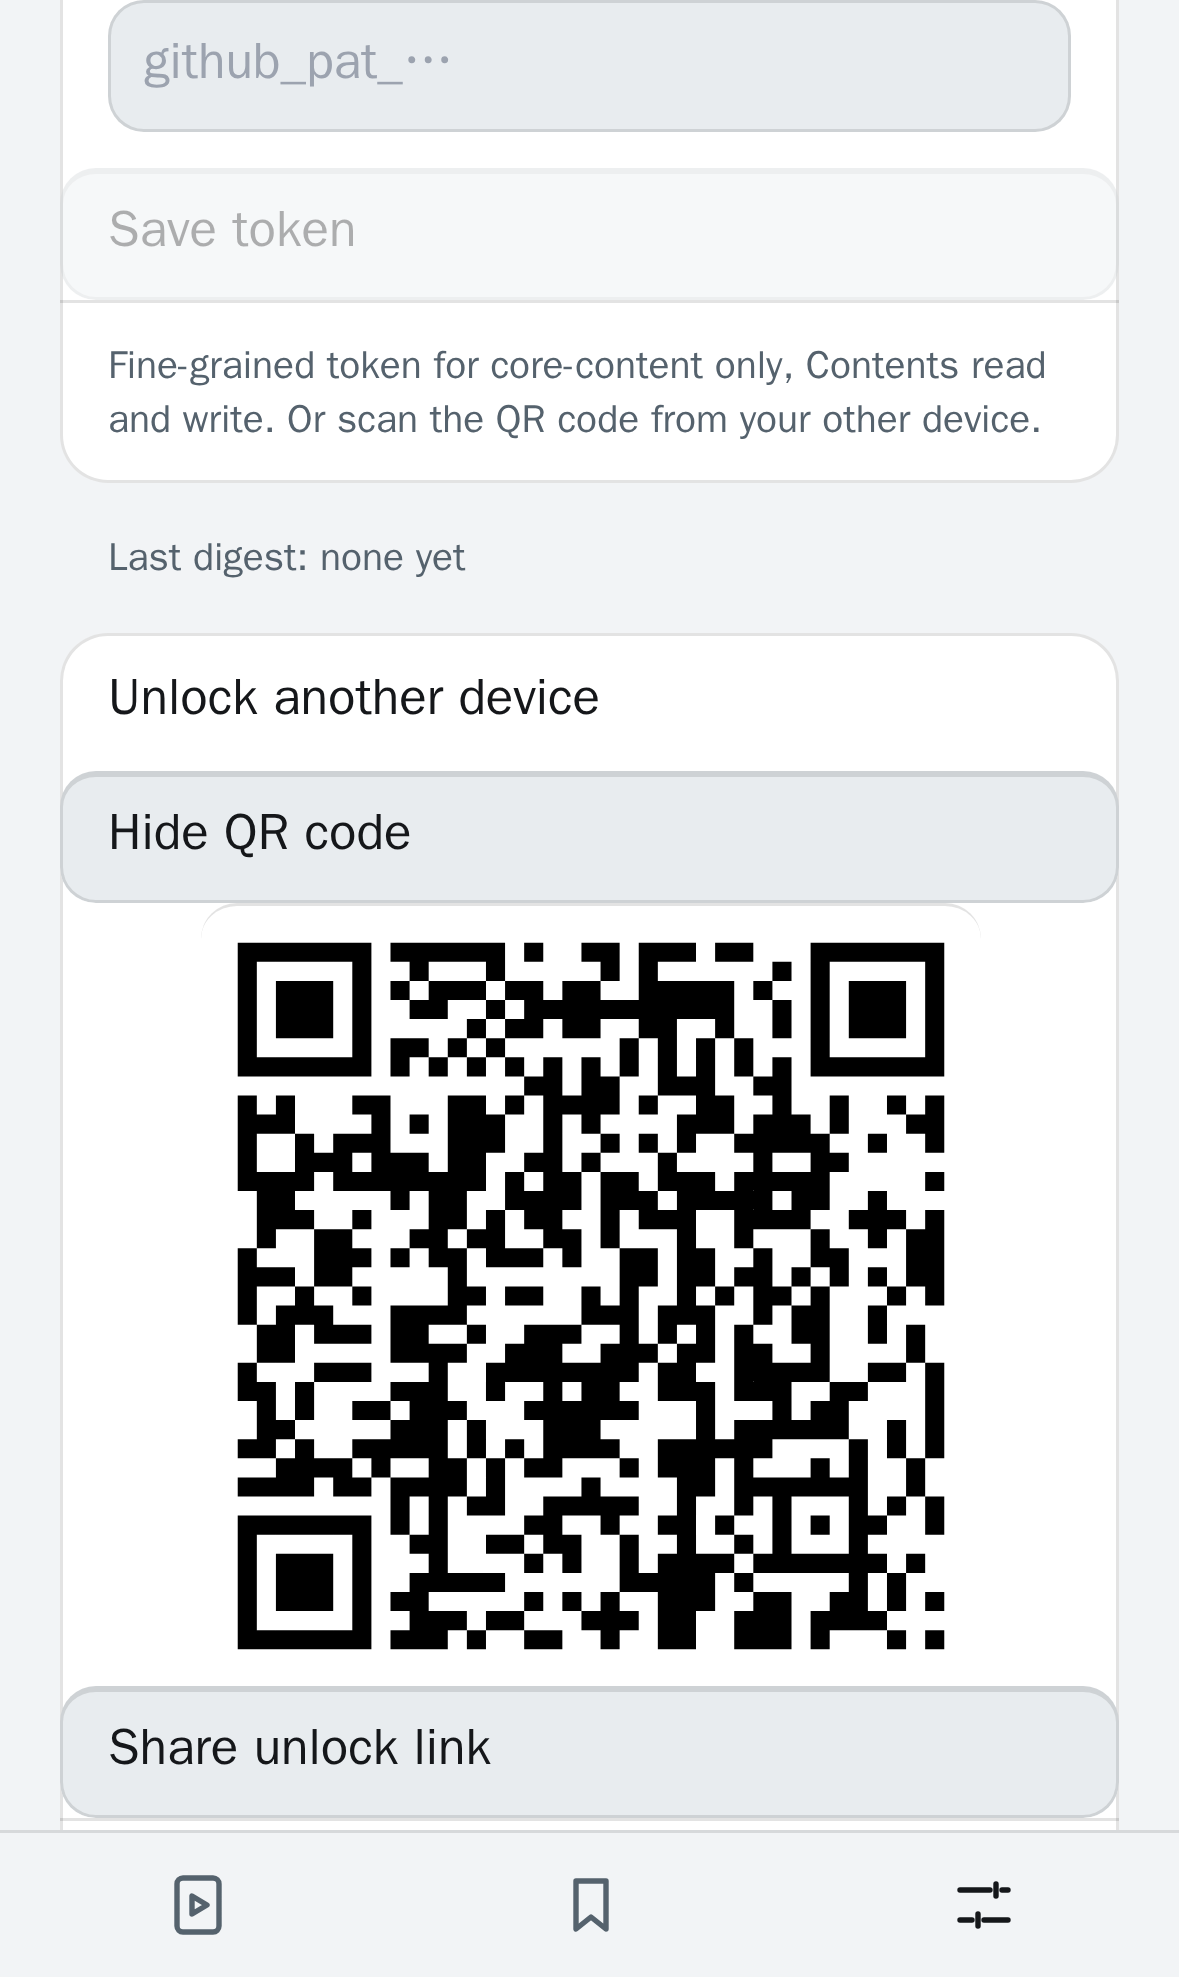 github_pat_···
Save token
Fine-grained token for core-content only, Contents read
and write. Or scan the QR code from your other device.
Last digest: none yet
Unlock another device
Hide QR code
Share unlock link